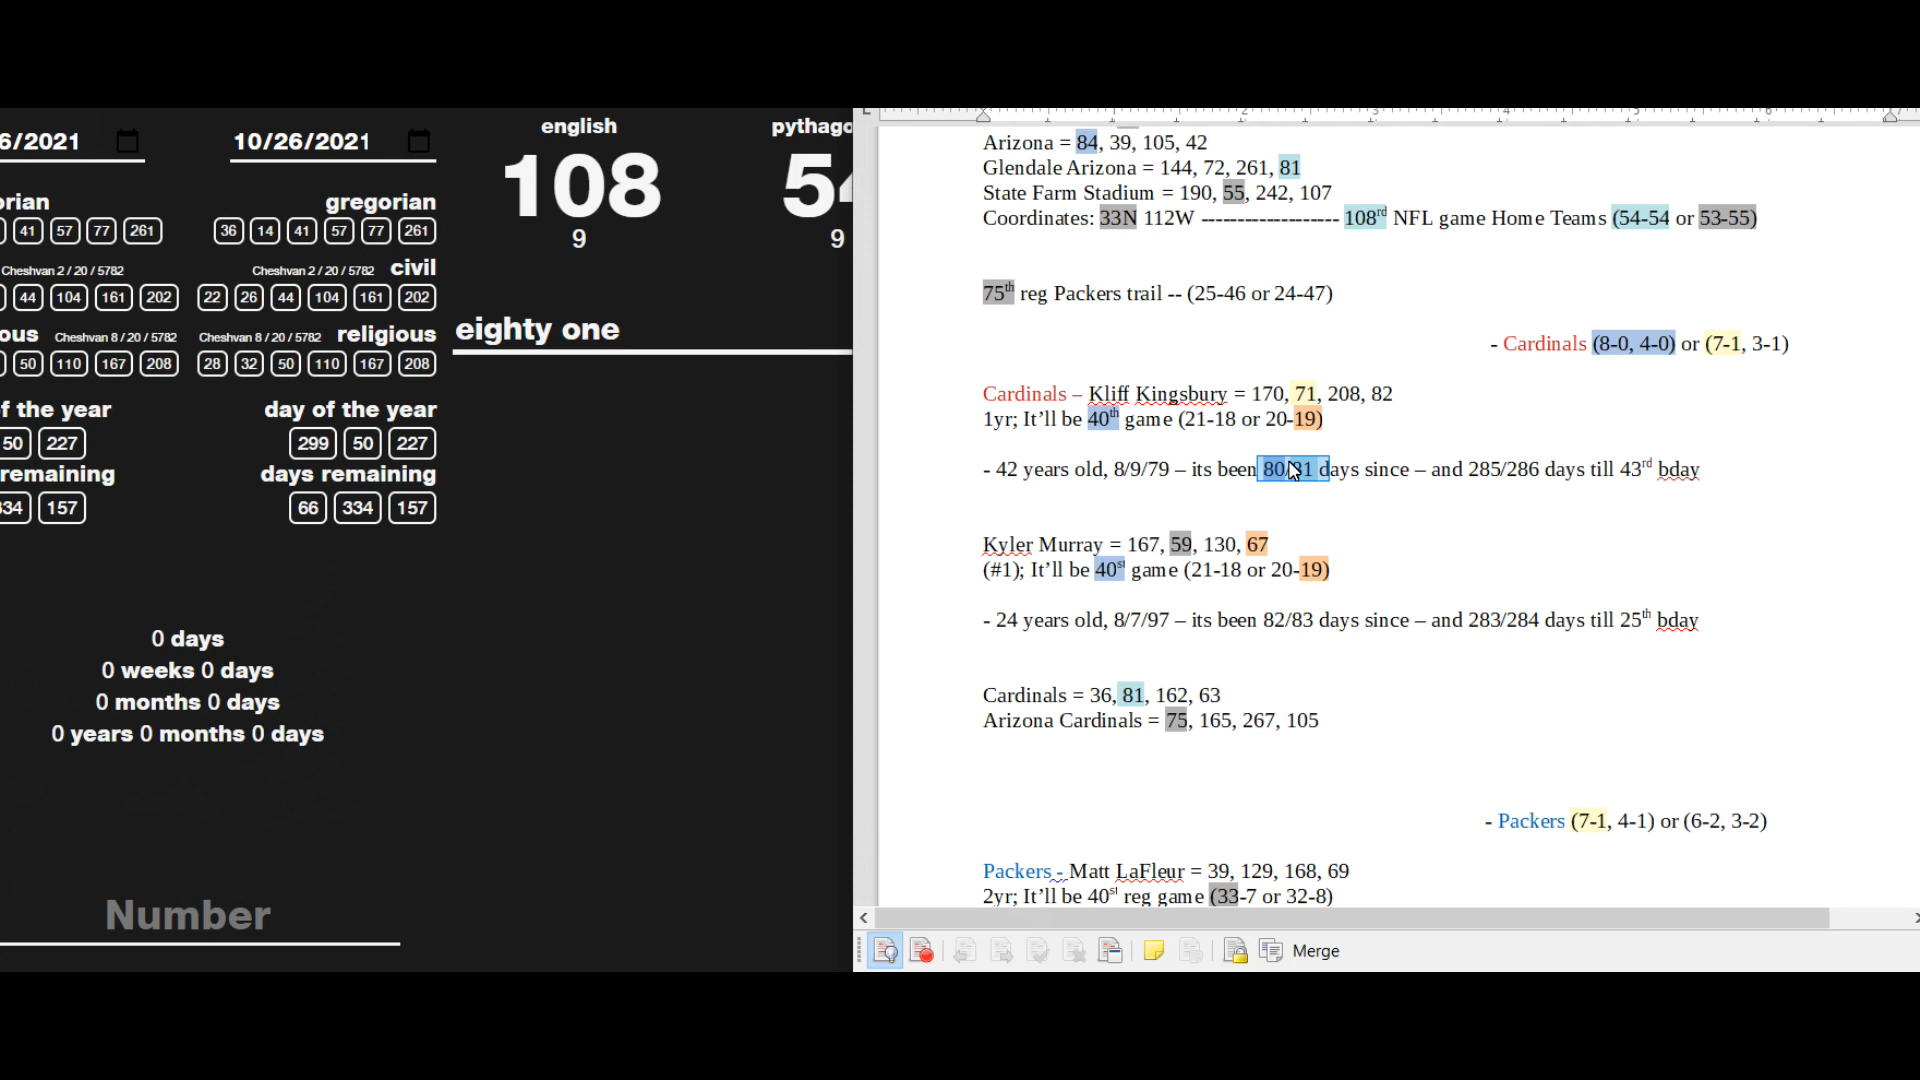 6/2021 10/26/2021
orian gregorian
41 57 77 261 36 14 41 57 77 261
Cheshvan 2 / 20 / 5782 Cheshvan 2 / 20 / 5782 civil
44 104 161 202 22 26 44 104 161 202
ous Cheshvan 8 / 20 / 5782 Cheshvan 8 / 20 / 5782 religious
50 110 167 208 28 32 50 110 167 208
f the year day of the year
50 227 299 50 227
remaining days remaining
334 157 66 334 157
0 days
0 weeks 0 days
0 months 0 days
0 years 0 months 0 days
Number
english pythago
108 54
9 9
eighty one
Arizona = 84, 39, 105, 42
Glendale Arizona = 144, 72, 261, 81
State Farm Stadium = 190, 55, 242, 107
Coordinates: 33N 112W ------------------- 108rd NFL game Home Teams (54-54 or 53-55)
75th reg Packers trail -- (25-46 or 24-47)
- Cardinals (8-0, 4-0) or (7-1, 3-1)
Cardinals – Kliff Kingsbury = 170, 71, 208, 82
1yr; It’ll be 40th game (21-18 or 20-19)
- 42 years old, 8/9/79 – its been 80/81 days since – and 285/286 days till 43rd bday
Kyler Murray = 167, 59, 130, 67
(#1); It’ll be 40st game (21-18 or 20-19)
- 24 years old, 8/7/97 – its been 82/83 days since – and 283/284 days till 25th bday
Cardinals = 36, 81, 162, 63
Arizona Cardinals = 75, 165, 267, 105
- Packers (7-1, 4-1) or (6-2, 3-2)
Packers - Matt LaFleur = 39, 129, 168, 69
2yr; It’ll be 40st reg game (33-7 or 32-8)
Merge